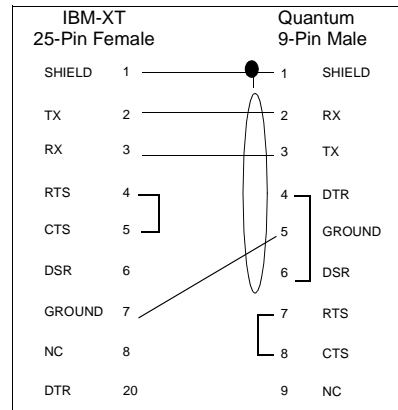 IBM-XT Quantum
25-Pin Female 9-Pin Male
SHIELD 1 1 SHIELD
TX 2 2 RX
RX 3 3 TX
RTS 4 4 DTR
CTS 5 5 GROUND
DSR 6 6 DSR
GROUND 7 7 RTS
NC 8 8 CTS
DTR 20 9 NC